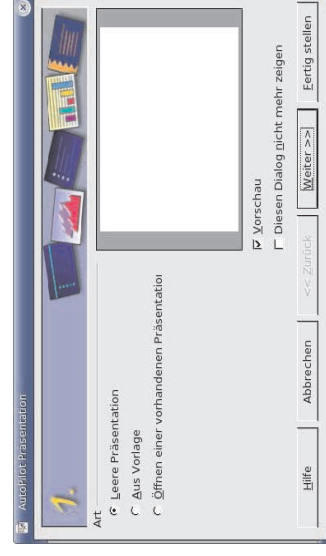 AutoPilot Präsentation
1.
Art
Leere Präsentation
Aus Vorlage
Öffnen einer vorhandenen Präsentation
Vorschau
Diesen Dialog nicht mehr zeigen
Hilfe
Abbrechen
<< Zurück
Weiter >>
Fertig stellen